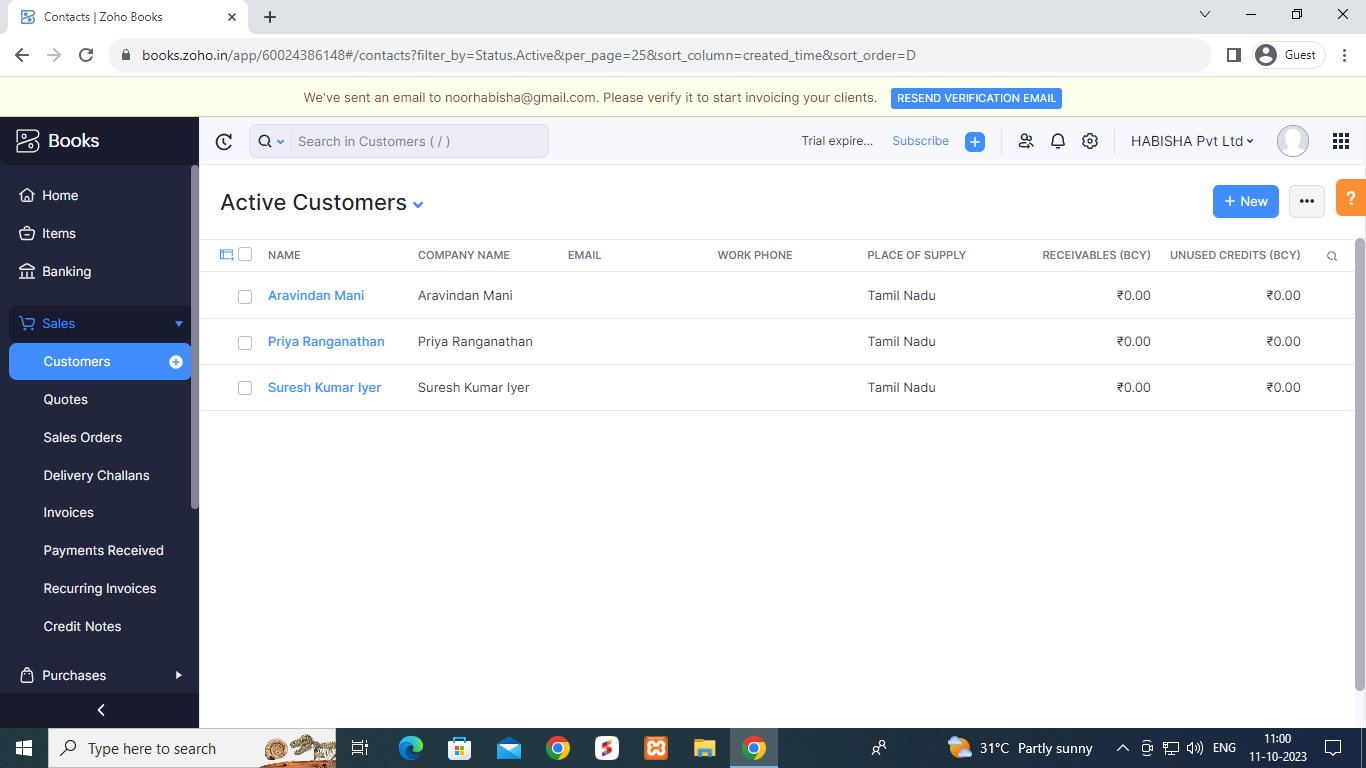 Contacts | Zoho Books
books.zoho.in/app/60024386148#/contacts?filter_by=Status.Active&per_page=25&sort_column=created_time&sort_order=D
Guest
We've sent an email to noorhabisha@gmail.com. Please verify it to start invoicing your clients. RESEND VERIFICATION EMAIL
Books
Search in Customers ( / )
Trial expire... Subscribe
HABISHA Pvt Ltd
Home
Items
Banking
Sales
Customers
Quotes
Sales Orders
Delivery Challans
Invoices
Payments Received
Recurring Invoices
Credit Notes
Purchases
Active Customers
+ New
?
NAME COMPANY NAME EMAIL WORK PHONE PLACE OF SUPPLY RECEIVABLES (BCY) UNUSED CREDITS (BCY)
Aravindan Mani Aravindan Mani Tamil Nadu ₹0.00 ₹0.00
Priya Ranganathan Priya Ranganathan Tamil Nadu ₹0.00 ₹0.00
Suresh Kumar Iyer Suresh Kumar Iyer Tamil Nadu ₹0.00 ₹0.00
Type here to search
31°C Partly sunny
ENG
11:00
11-10-2023